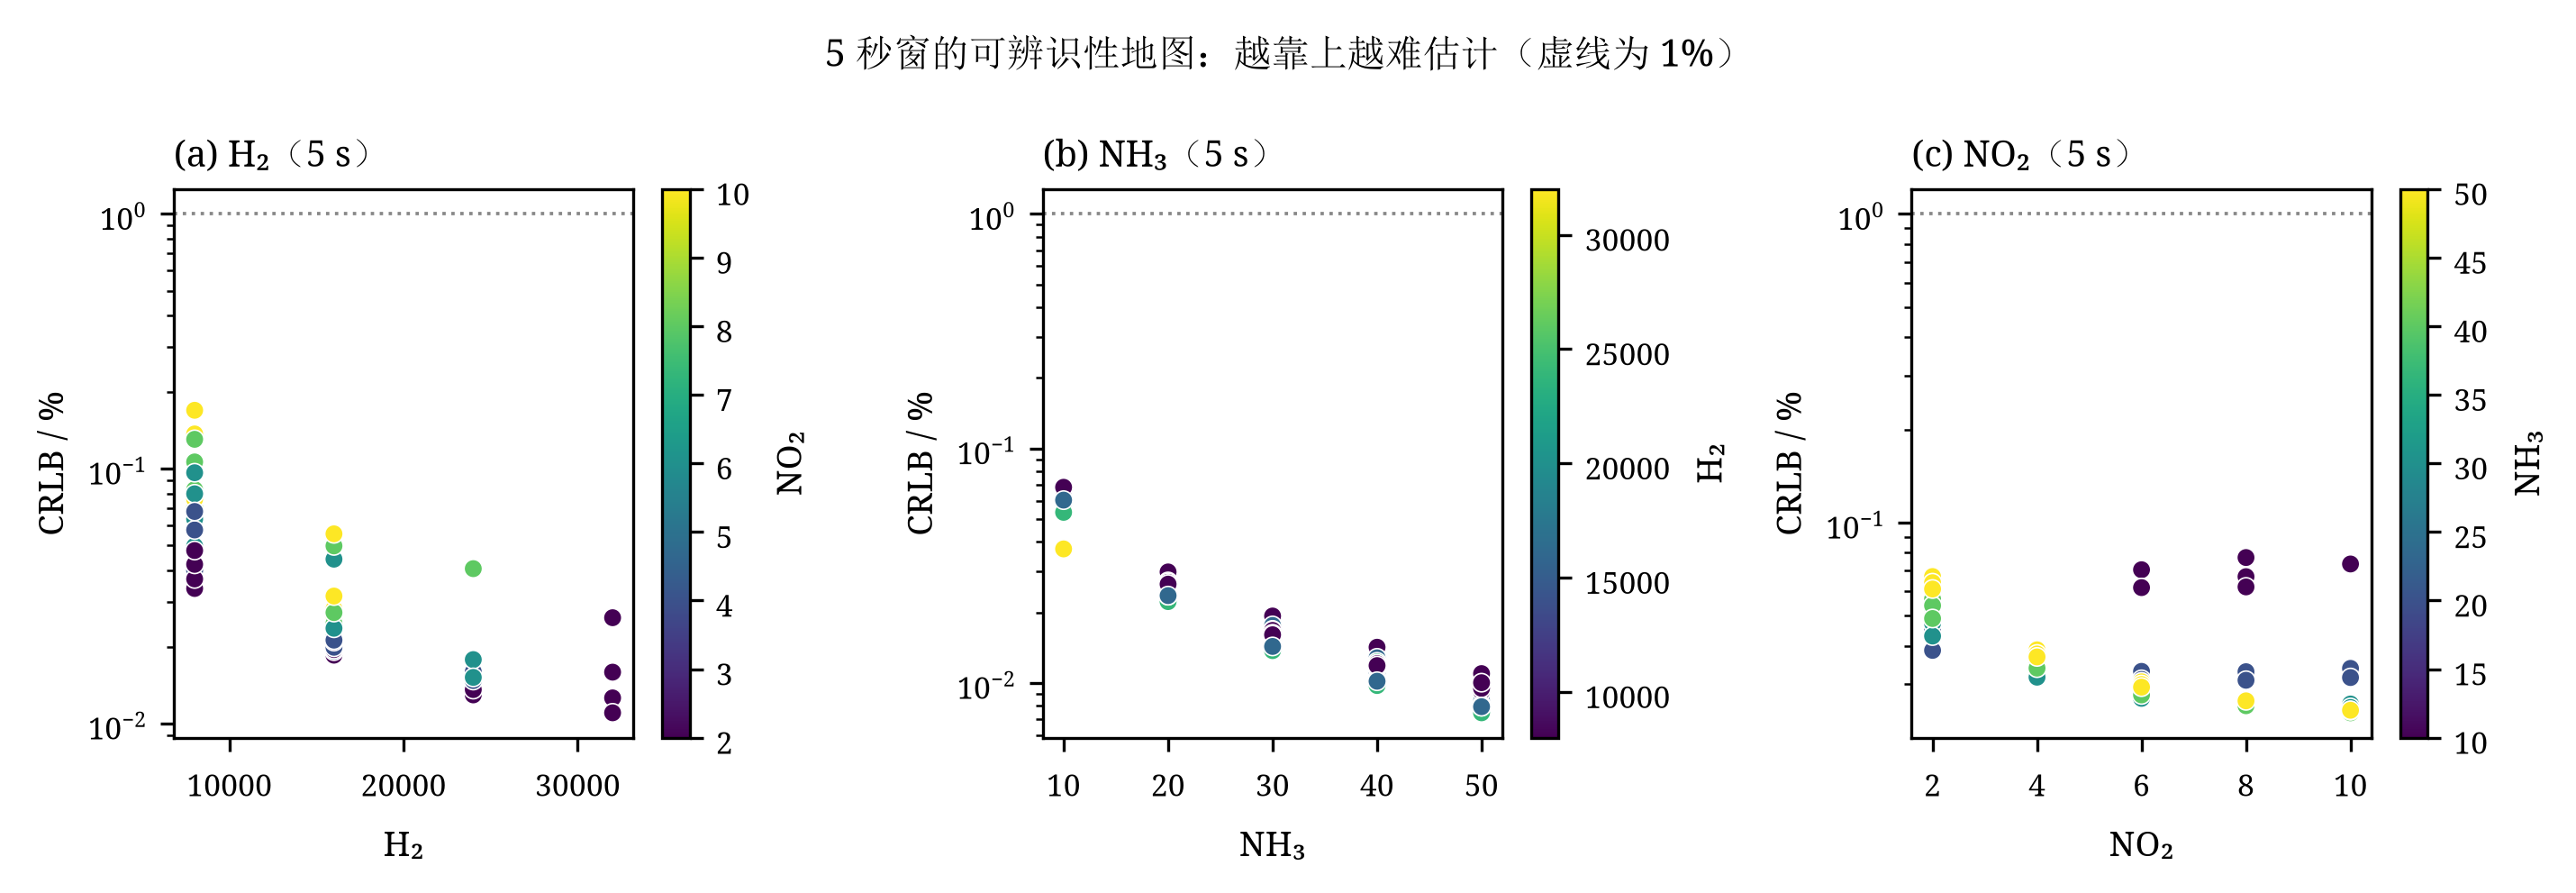 5 秒窗的可辨识性地图：越靠上越难估计（虚线为 1%）
(a) H₂（5 s）
CRLB / %
10⁰
10⁻¹
10⁻²
10000 20000 30000
H₂
10
9
8
7
6
5
4
3
2
NO₂
(b) NH₃（5 s）
CRLB / %
10⁰
10⁻¹
10⁻²
10 20 30 40 50
NH₃
30000
25000
20000
15000
10000
H₂
(c) NO₂（5 s）
CRLB / %
10⁰
10⁻¹
2 4 6 8 10
NO₂
50
45
40
35
30
25
20
15
10
NH₃